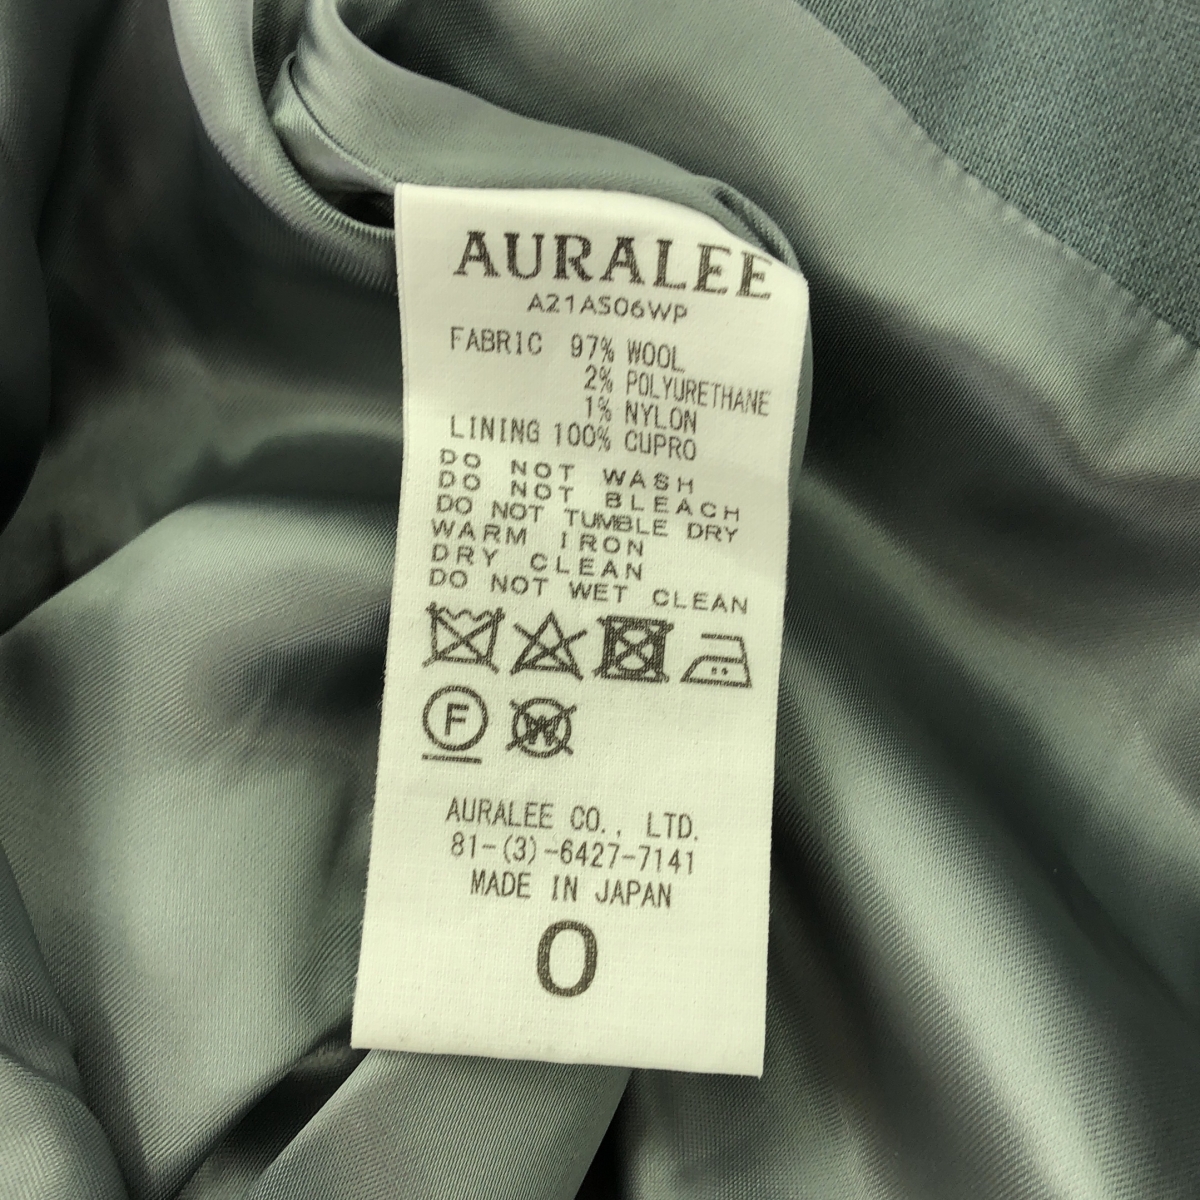 AURALEE
A21AS06WP
FABRIC 97% WOOL
2% POLYURETHANE
1% NYLON
LINING 100% CUPRO
DO NOT WASH
DO NOT BLEACH
DO NOT TUMBLE DRY
WARM IRON
DRY CLEAN
DO NOT WET CLEAN
F W
AURALEE CO., LTD.
81-(3)-6427-7141
MADE IN JAPAN
0